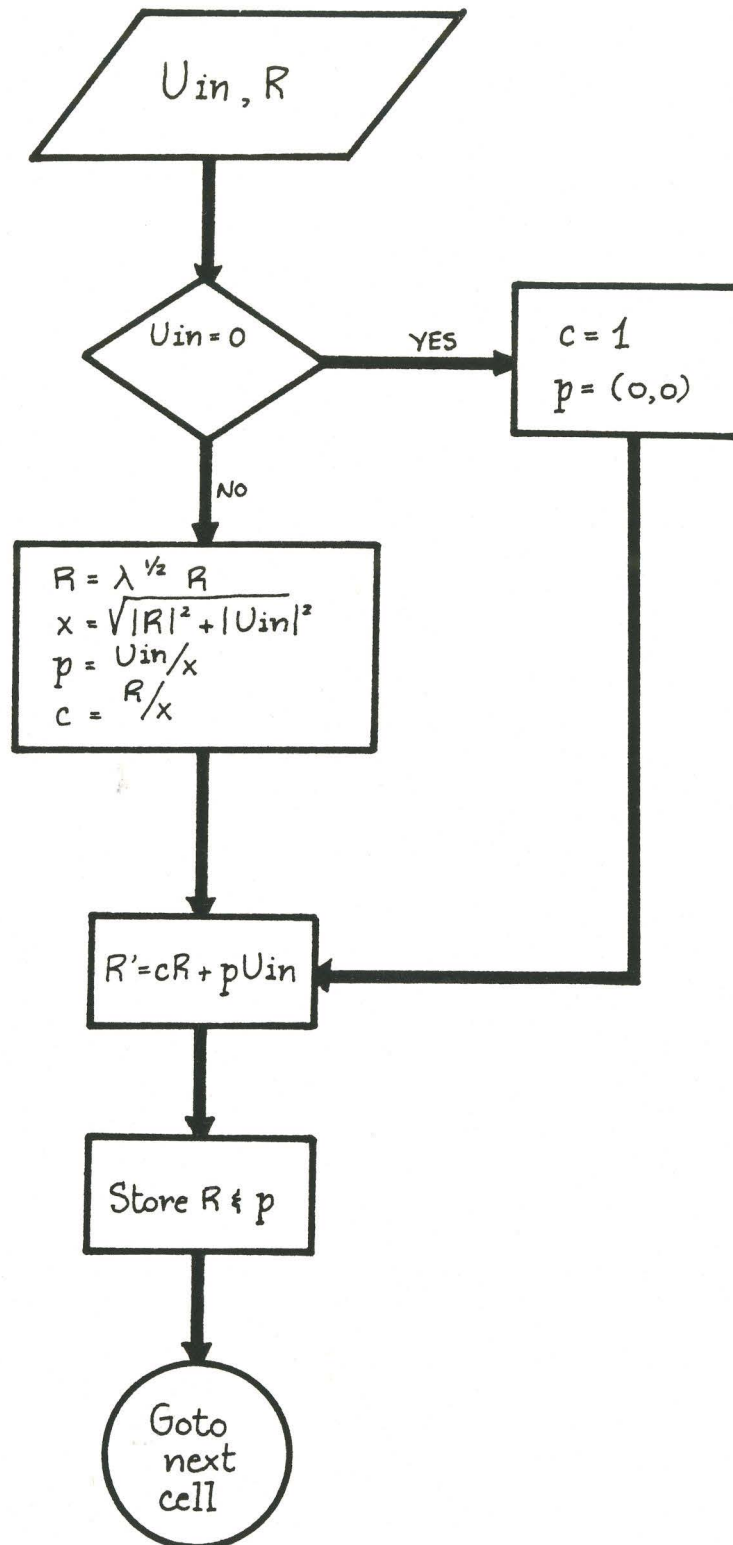 Uin, R
Uin = 0
YES
c = 1
p = (0,0)
NO
R = λ^1/2 R
x = √|R|² + |Uin|²
p = Uin/x
c = R/x
R' = cR + pUin
Store R & p
Goto
next
cell